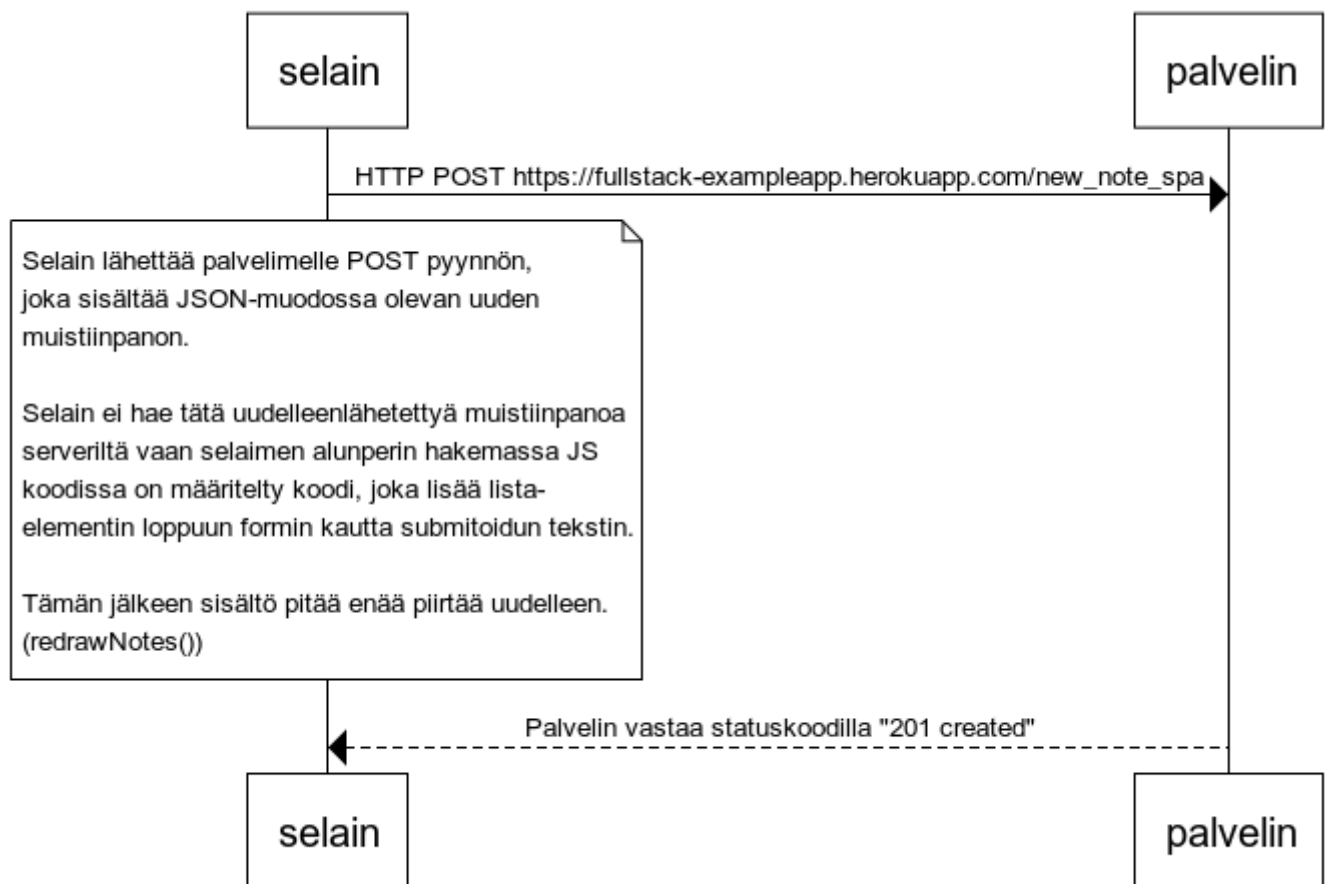 selain
palvelin
HTTP POST https://fullstack-exampleapp.herokuapp.com/new_note_spa
Selain lähettää palvelimelle POST pyynnön,
joka sisältää JSON-muodossa olevan uuden
muistiinpanon.
Selain ei hae tätä uudelleenlähetettyä muistiinpanoa
serveriltä vaan selaimen alunperin hakemassa JS
koodissa on määritelty koodi, joka lisää lista-
elementin loppuun formin kautta submitoidun tekstin.
Tämän jälkeen sisältö pitää enää piirtää uudelleen.
(redrawNotes())
Palvelin vastaa statuskoodilla "201 created"
selain
palvelin